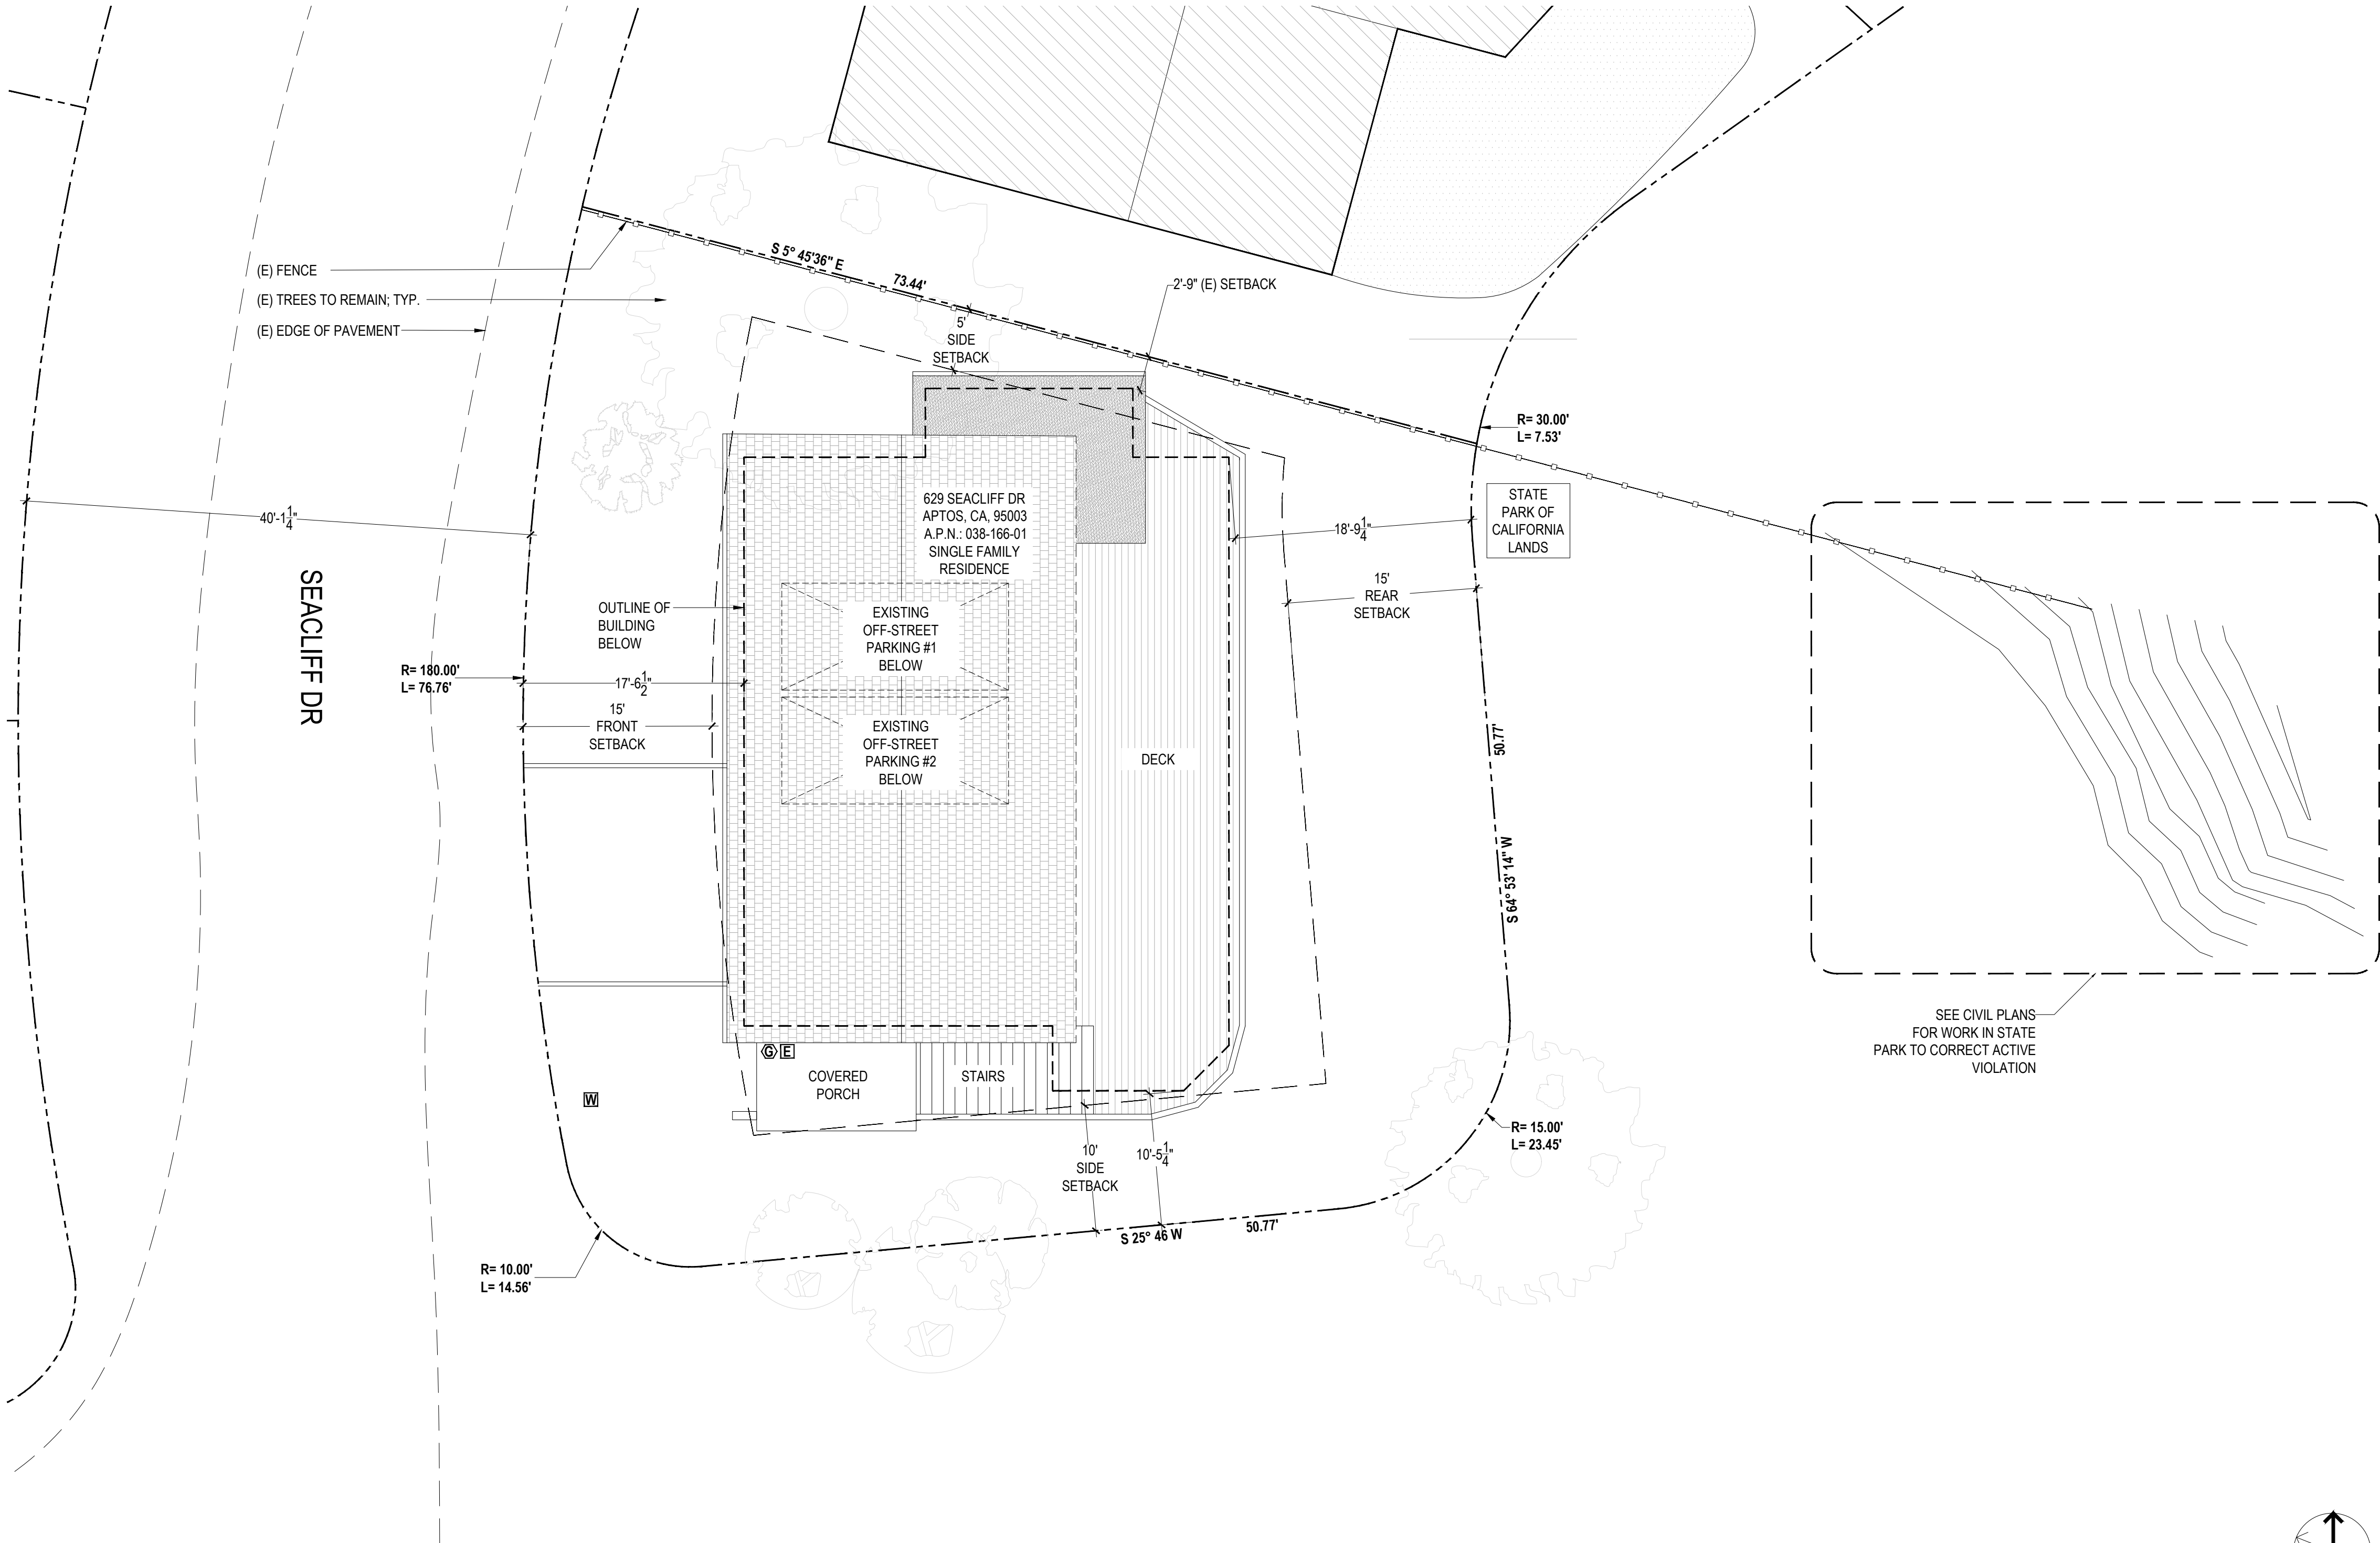 S 5° 45'36" E
73.44'
(E) FENCE
(E) TREES TO REMAIN; TYP.
(E) EDGE OF PAVEMENT
2'-9" (E) SETBACK
5'
SIDE
SETBACK
R= 30.00'
L= 7.53'
40'-1 1/4"
629 SEACLIFF DR
APTOS, CA, 95003
A.P.N.: 038-166-01
SINGLE FAMILY
RESIDENCE
18'-9 1/4"
STATE
PARK OF
CALIFORNIA
LANDS
15'
REAR
SETBACK
SEACLIFF DR
OUTLINE OF
BUILDING
BELOW
EXISTING
OFF-STREET
PARKING #1
BELOW
R= 180.00'
L= 76.76'
17'-6 1/2"
15'
FRONT
SETBACK
EXISTING
OFF-STREET
PARKING #2
BELOW
DECK
50.77'
S 64° 53' 14" W
SEE CIVIL PLANS
FOR WORK IN STATE
PARK TO CORRECT ACTIVE
VIOLATION
G E
COVERED
PORCH
STAIRS
W
10'
SIDE
SETBACK
10'-5 1/4"
R= 15.00'
L= 23.45'
S 25° 46 W
50.77'
R= 10.00'
L= 14.56'